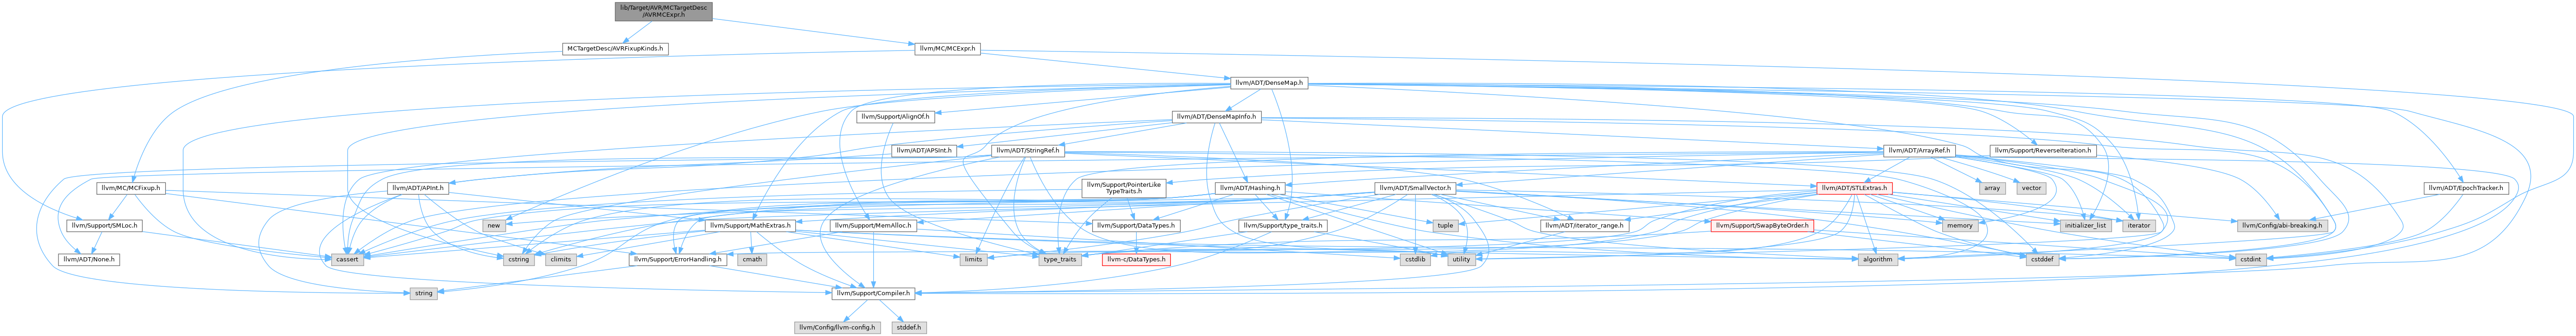 lib/Target/AVR/MCTargetDesc
/AVRMCExpr.h
MCTargetDesc/AVRFixupKinds.h
llvm/MC/MCExpr.h
llvm/ADT/DenseMap.h
llvm/Support/AlignOf.h
llvm/ADT/DenseMapInfo.h
llvm/ADT/APSInt.h
llvm/ADT/StringRef.h
llvm/ADT/ArrayRef.h
llvm/Support/ReverseIteration.h
llvm/MC/MCFixup.h
llvm/ADT/APInt.h
llvm/Support/PointerLike
TypeTraits.h
llvm/ADT/Hashing.h
llvm/ADT/SmallVector.h
llvm/ADT/STLExtras.h
array
vector
llvm/ADT/EpochTracker.h
llvm/Support/SMLoc.h
new
llvm/Support/MathExtras.h
llvm/Support/MemAlloc.h
llvm/Support/DataTypes.h
llvm/Support/type_traits.h
tuple
llvm/ADT/iterator_range.h
llvm/Support/SwapByteOrder.h
memory
initializer_list
iterator
llvm/Config/abi-breaking.h
llvm/ADT/None.h
cassert
cstring
climits
llvm/Support/ErrorHandling.h
cmath
limits
type_traits
llvm-c/DataTypes.h
utility
cstdlib
algorithm
cstddef
cstdint
string
llvm/Support/Compiler.h
llvm/Config/llvm-config.h
stddef.h